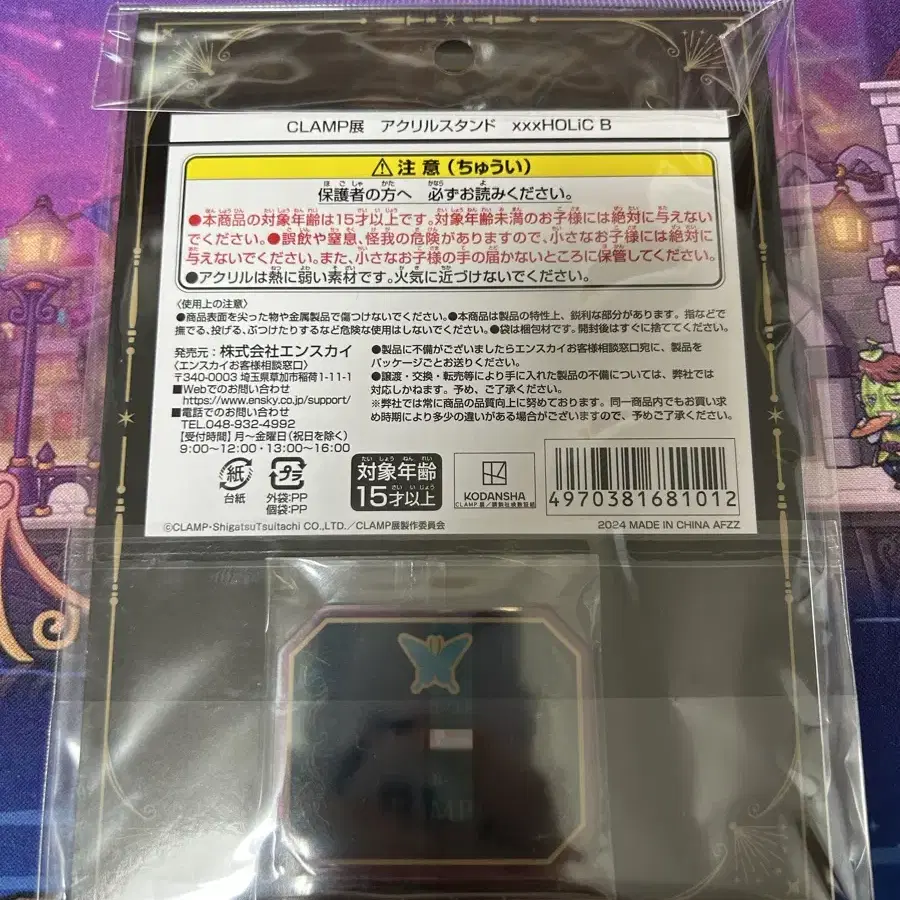 CLAMP展 アクリルスタンド xxxHOLiC B
⚠注意(ちゅうい)
保護者の方へ 必ずお読みください。
●本商品の対象年齢は15才以上です。対象年齢未満のお子様には絶対に与えない
でください。●誤飲や窒息、怪我の危険がありますので、小さなお子様には絶対に
与えないでください。また、小さなお子様の手の届かないところに保管してください。
●アクリルは熱に弱い素材です。火気に近づけないでください。
〈使用上の注意〉
●商品表面を尖った物や金属製品で傷つけないでください。●本商品は製品の特性上、鋭利な部分があります。指などで
撫でる、投げる、ぶつけたりするなど危険な使用はしないでください。●袋は梱包材です。開封後はすぐに捨ててください。
発売元:株式会社エンスカイ
〈エンスカイお客様相談窓口〉
〒340-0003 埼玉県草加市稲荷1-11-1
■Webでのお問い合わせ
https://www.ensky.co.jp/support/
■電話でのお問い合わせ
TEL.048-932-4992
【受付時間】月〜金曜日(祝日を除く)
9:00〜12:00・13:00〜16:00
●製品に不備がございましたらエンスカイお客様相談窓口宛に、製品を
パッケージごとお送りください。
●譲渡・交換・転売等により手に入れた製品の不備については、弊社では
対応しかねます。予め、ご了承ください。
※弊社では常に商品の品質向上に努めております。同一商品内でもお買い求
め時期により多少の違いがある場合がございますので、予めご了承ください。
紙
台紙
プラ
外袋:PP
個袋:PP
対象年齢
15才以上
KODANSHA
4970381681012
©CLAMP・ShigatsuTsuitachi CO.,LTD./CLAMP展製作委員会
2024 MADE IN CHINA AFZZ